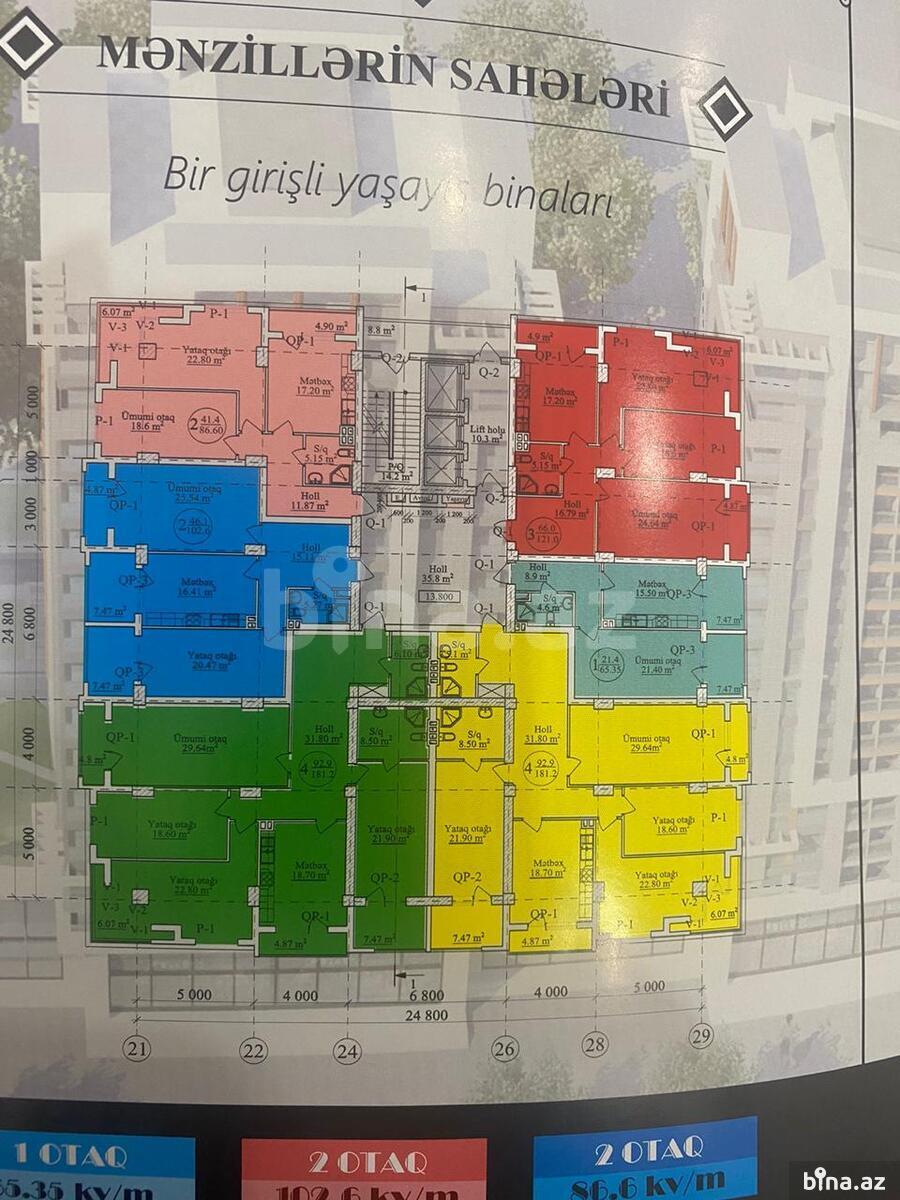 MƏNZİLLƏRİN SAHƏLƏRİ
Bir girişli yaşayış binaları
1
6.07 m²
V-1
P-1
V-3
V-2
V-1
Yataq otağı
22.80 m²
4.90 m²
QP-1
Mətbəx
17.20 m²
8.8 m²
Q-2
Q-2
Lift holu
10.3 m²
P/Q
14.2 m²
P-1
Ümumi otaq
18.6 m²
2 41.4
86.60
S/q
5.15 m²
Holl
11.87 m²
4.9 m²
QP-1
P-1
Mətbəx
17.20 m²
V-2
6.07 m²
V-3
V-1
Yataq otağı
P-1
S/q
5.15 m²
Holl
16.79 m²
3 66.0
121.0
Ümumi otaq
24.64 m²
4.87 m²
QP-1
Q-2
Q-1
Q-1
1 200
1 200
200
200
200
4.87 m²
QP-1
Ümumi otaq
25.54 m²
2 46.1
102.6
Holl
QP-3
Mətbəx
16.41 m²
7.47 m²
S/q
QP-3
Yataq otağı
20.47 m²
7.47 m²
Holl
35.8 m²
13.800
Q-1
Q-1
Q-1
Holl
8.9 m²
S/q
4.6 m²
Mətbəx
15.50 m²
QP-3
7.47 m²
1 21.4
65.35
Ümumi otaq
21.40 m²
QP-3
7.47 m²
S/q
S/q
QP-1
Ümumi otaq
29.64m²
4.8 m²
Holl
31.80 m²
4 92.9
181.2
S/q
8.50 m²
S/q
8.50 m²
Holl
31.80 m²
4 92.9
181.2
Ümumi otaq
29.64m²
QP-1
4.8 m²
P-1
Yataq otağı
18.60 m²
Yataq otağı
22.80 m²
V-1
V-3
V-2
6.07 m²
V-1
P-1
Mətbəx
18.70 m²
QP-1
4.87 m²
Yataq otağı
21.90 m²
QP-2
7.47 m²
Yataq otağı
21.90 m²
QP-2
7.47 m²
Mətbəx
18.70 m²
QP-1
4.87 m²
Yataq otağı
18.60 m²
P-1
Yataq otağı
22.80 m²
V-1
V-2
V-3
6.07 m²
V-1
P-1
5 000
1 000
3 000
6 800
24 800
4 000
5 000
1
5 000
4 000
6 800
4 000
5 000
24 800
21
22
24
26
28
29
1 OTAQ
65.35 kv/m
2 OTAQ
102.6 kv/m
2 OTAQ
86.6 kv/m
bina.az
bina.az